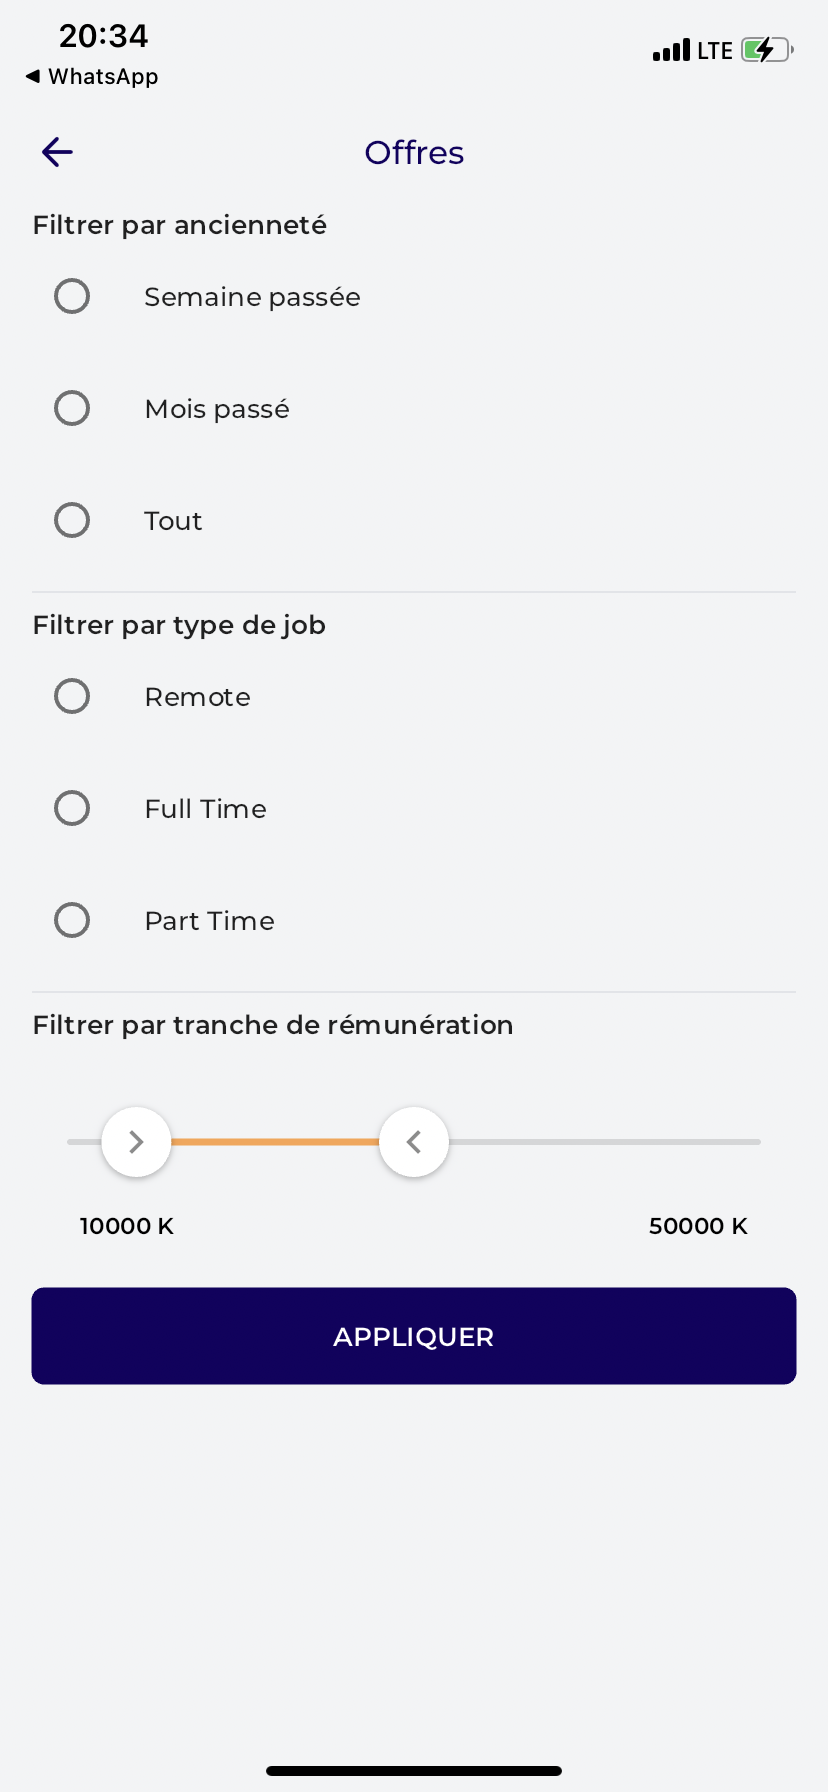 20:34
LTE
WhatsApp
Offres
Filtrer par ancienneté
Semaine passée
Mois passé
Tout
Filtrer par type de job
Remote
Full Time
Part Time
Filtrer par tranche de rémunération
10000 K
50000 K
APPLIQUER